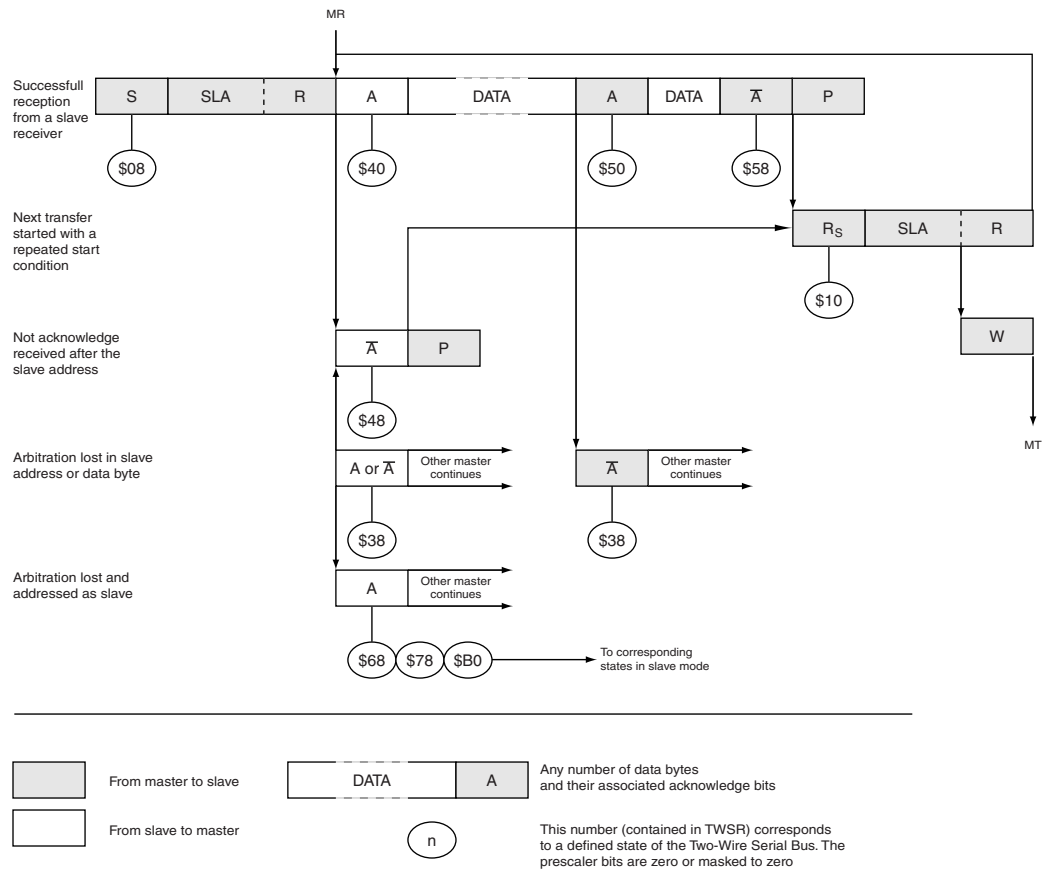 MR
Successfull
reception
from a slave
receiver
S SLA R A DATA A DATA A̅ P
$08 $40 $50 $58
Next transfer
started with a
repeated start
condition
RS SLA R
$10
W
MT
Not acknowledge
received after the
slave address
A̅ P
$48
Arbitration lost in slave
address or data byte
A or A̅
Other master
continues
A̅
Other master
continues
$38 $38
Arbitration lost and
addressed as slave
A
Other master
continues
$68 $78 $B0
To corresponding
states in slave mode
From master to slave
From slave to master
DATA A
Any number of data bytes
and their associated acknowledge bits
n
This number (contained in TWSR) corresponds
to a defined state of the Two-Wire Serial Bus. The
prescaler bits are zero or masked to zero